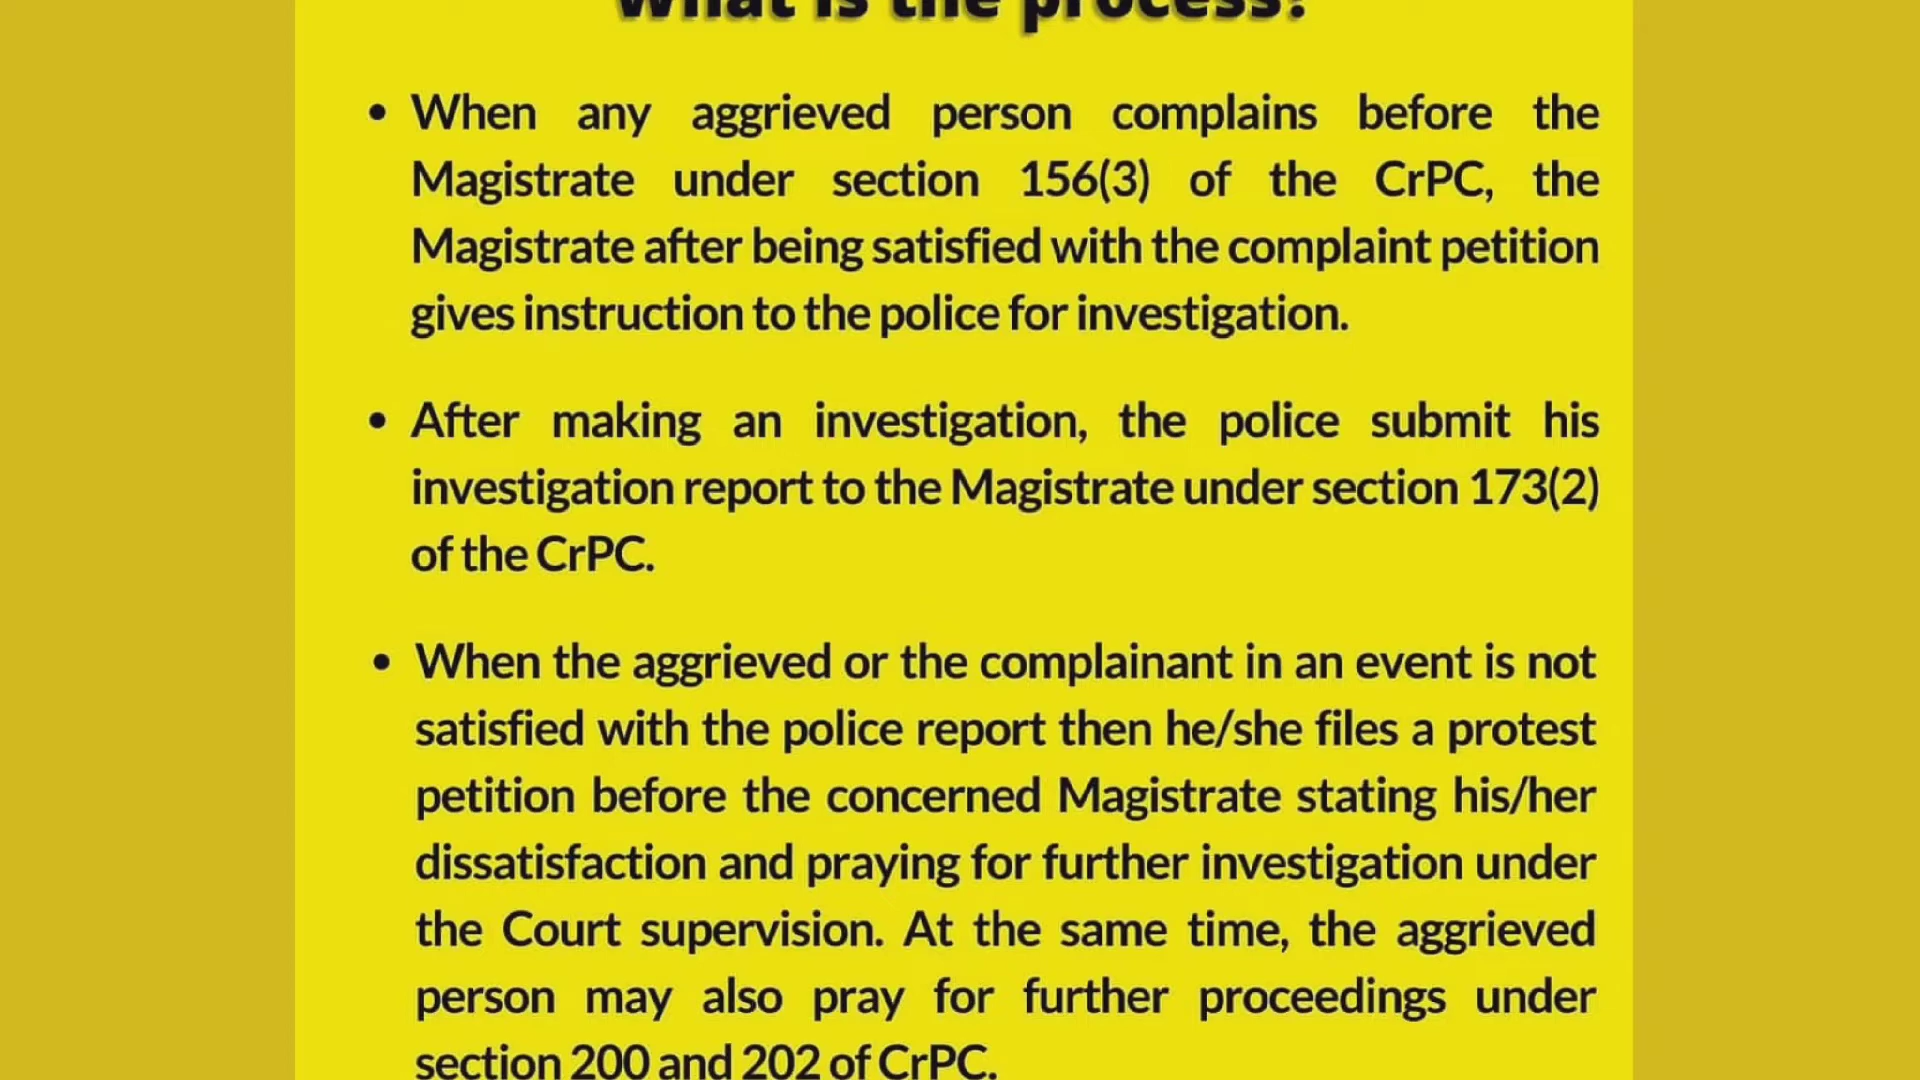 What is the process?
• When any aggrieved person complains before the
Magistrate under section 156(3) of the CrPC, the
Magistrate after being satisfied with the complaint petition
gives instruction to the police for investigation.
• After making an investigation, the police submit his
investigation report to the Magistrate under section 173(2)
of the CrPC.
• When the aggrieved or the complainant in an event is not
satisfied with the police report then he/she files a protest
petition before the concerned Magistrate stating his/her
dissatisfaction and praying for further investigation under
the Court supervision. At the same time, the aggrieved
person may also pray for further proceedings under
section 200 and 202 of CrPC.